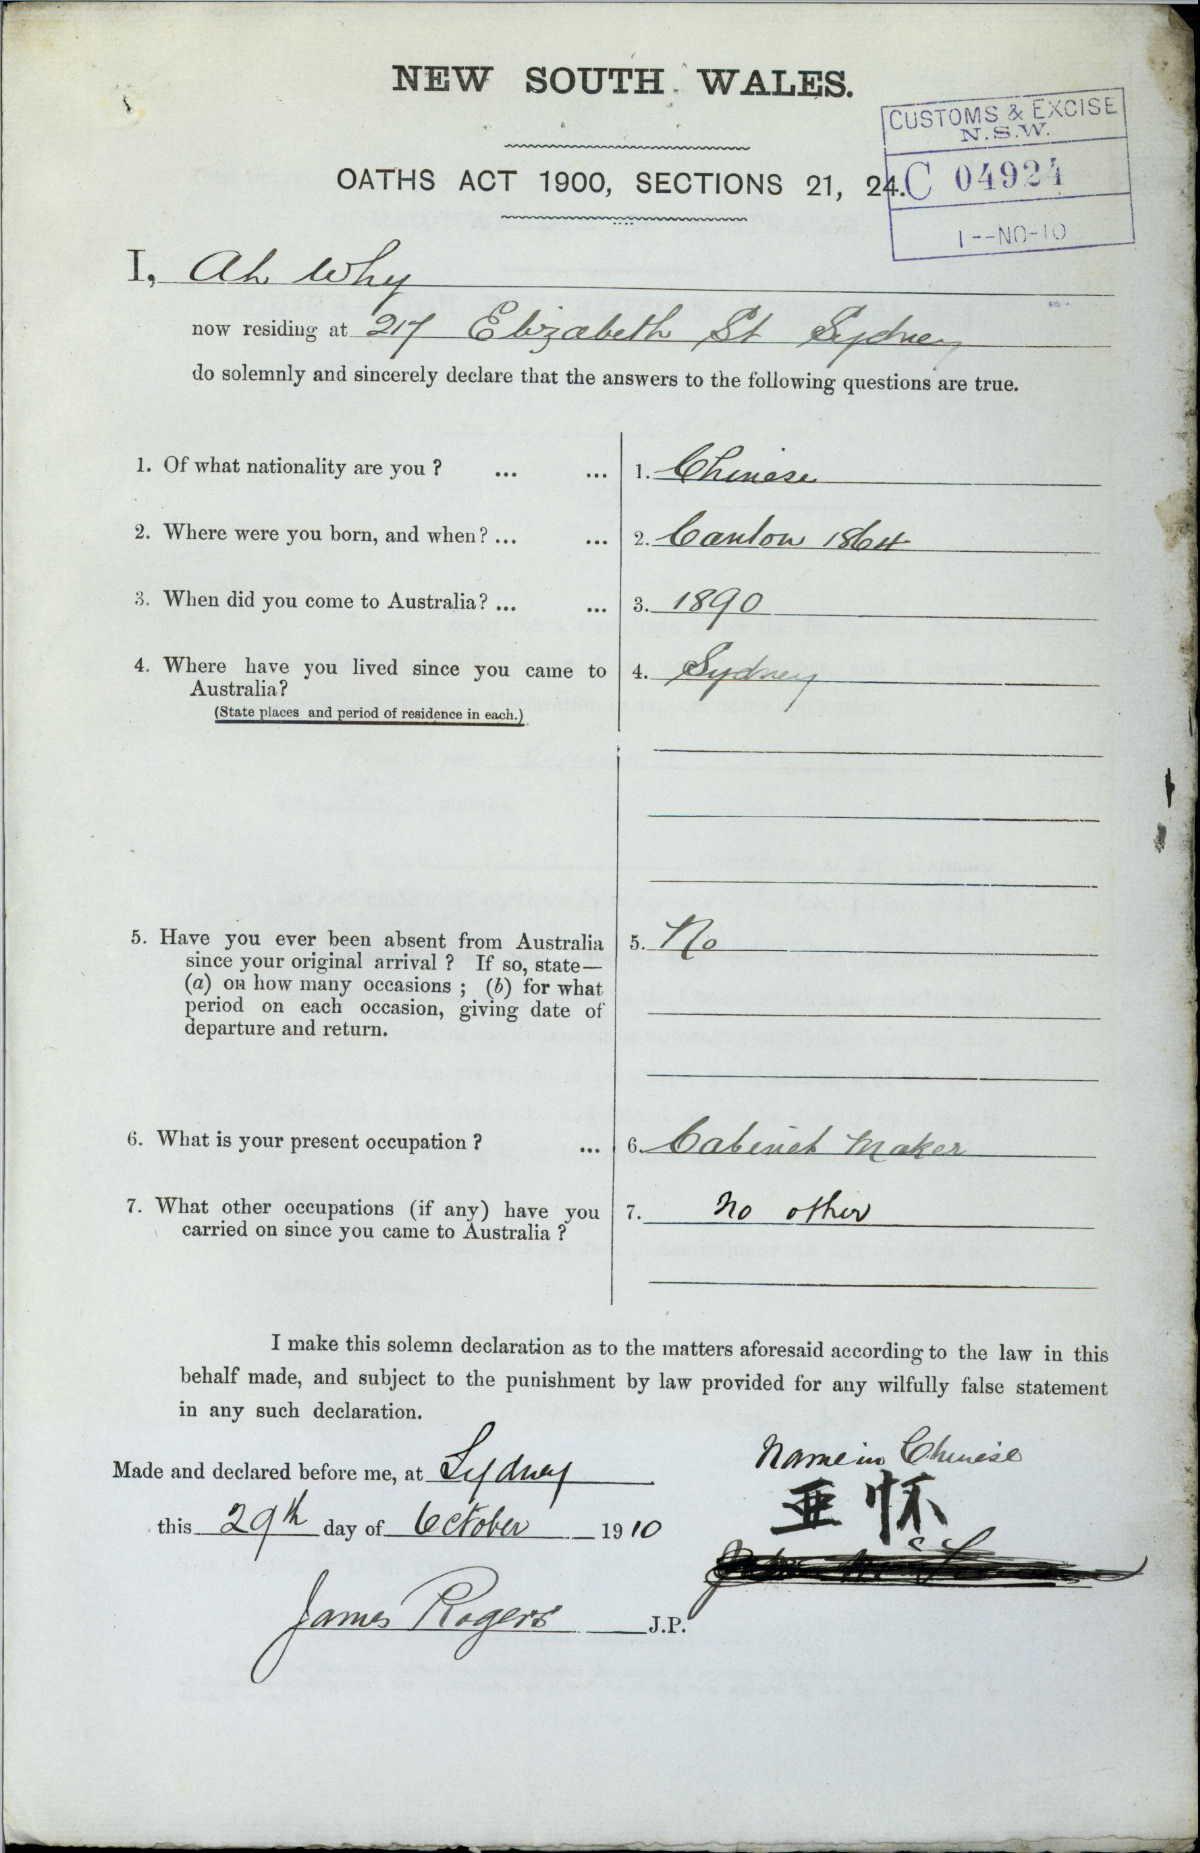 NEW SOUTH WALES.
CUSTOMS & EXCISE
N.S.W.
C 04924
1--NO-10
OATHS ACT 1900, SECTIONS 21, 24.
I, Ah Why
now residing at 217 Elizabeth St Sydney
do solemnly and sincerely declare that the answers to the following questions are true.
1. Of what nationality are you ? ... ... 1. Chinese
2. Where were you born, and when? ... ... 2. Canton 1864
3. When did you come to Australia? ... ... 3. 1890
4. Where have you lived since you came to 4. Sydney
Australia?
(State places and period of residence in each.)
5. Have you ever been absent from Australia 5. No
since your original arrival ? If so, state—
(a) on how many occasions ; (b) for what
period on each occasion, giving date of
departure and return.
6. What is your present occupation ? ... 6. Cabinet Maker
7. What other occupations (if any) have you 7. No other
carried on since you came to Australia ?
I make this solemn declaration as to the matters aforesaid according to the law in this
behalf made, and subject to the punishment by law provided for any wilfully false statement
in any such declaration.
Name in Chinese
Made and declared before me, at Sydney
亜 怀
this 29th day of October 1910
James Rogers J.P.